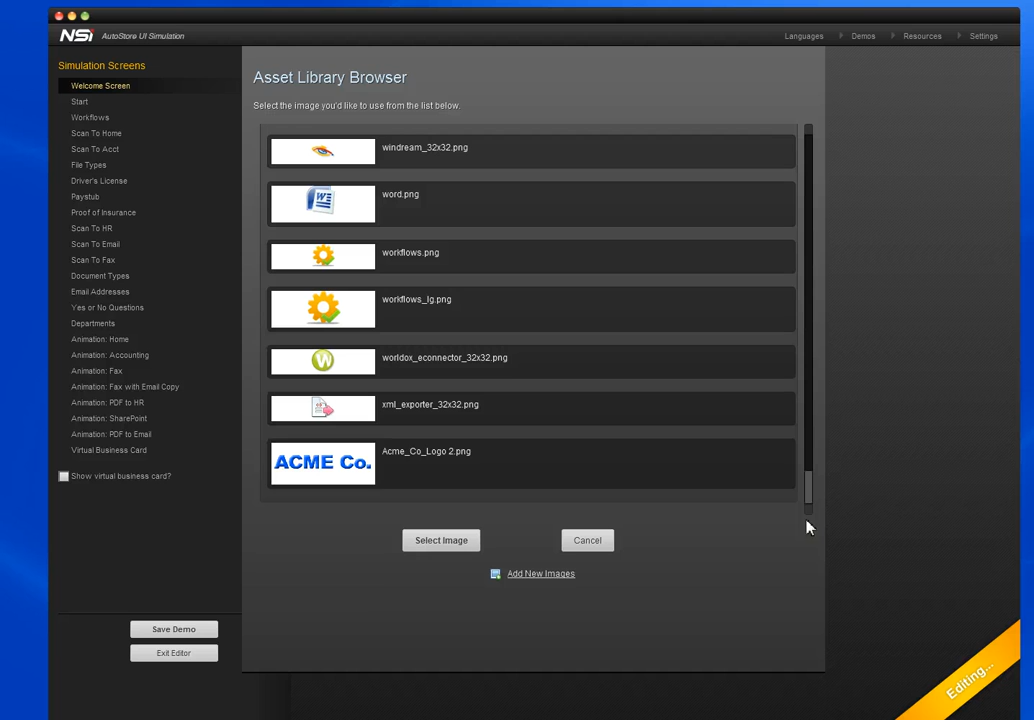 NSi AutoStore UI Simulation
Languages Demos Resources Settings
Simulation Screens
Welcome Screen
Start
Workflows
Scan To Home
Scan To Acct
File Types
Driver's License
Paystub
Proof of Insurance
Scan To HR
Scan To Email
Scan To Fax
Document Types
Email Addresses
Yes or No Questions
Departments
Animation: Home
Animation: Accounting
Animation: Fax
Animation: Fax with Email Copy
Animation: PDF to HR
Animation: SharePoint
Animation: PDF to Email
Virtual Business Card
Show virtual business card?
Save Demo
Exit Editor
Asset Library Browser
Select the image you'd like to use from the list below.
windream_32x32.png
W
word.png
workflows.png
workflows_lg.png
W
worldox_econnector_32x32.png
xml_exporter_32x32.png
ACME Co.
Acme_Co_Logo 2.png
Select Image
Cancel
Add New Images
Editing...